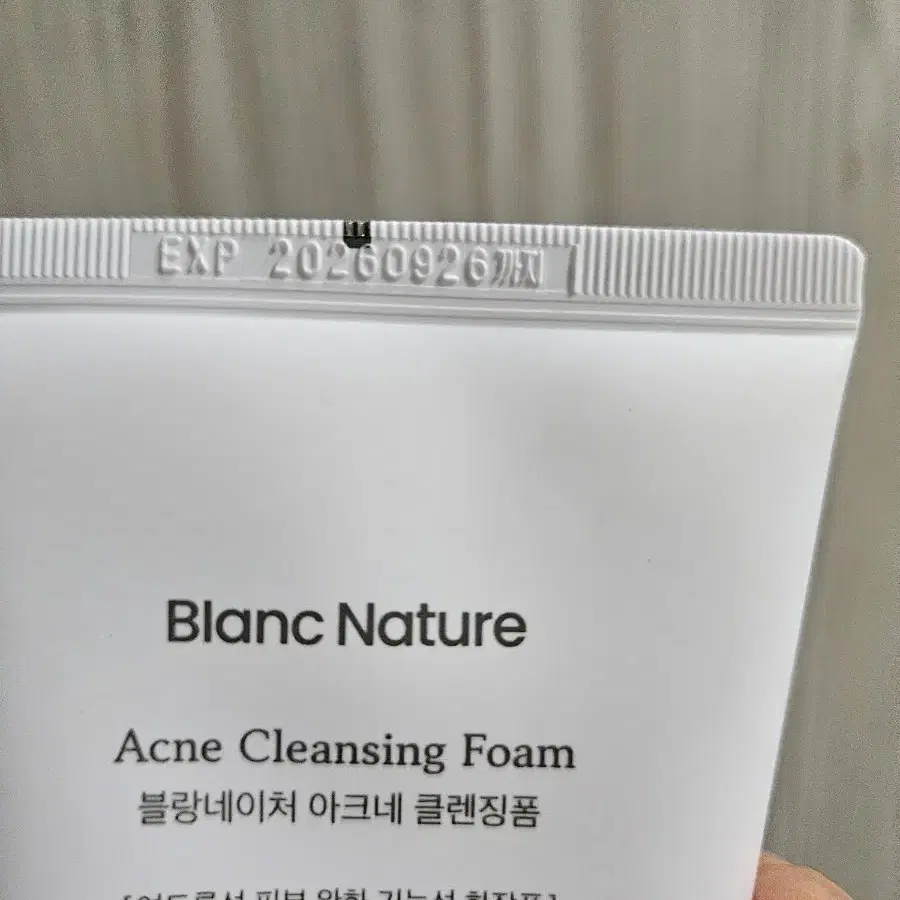 EXP 20260926까지
Blanc Nature
Acne Cleansing Foam
블랑네이처 아크네 클렌징폼